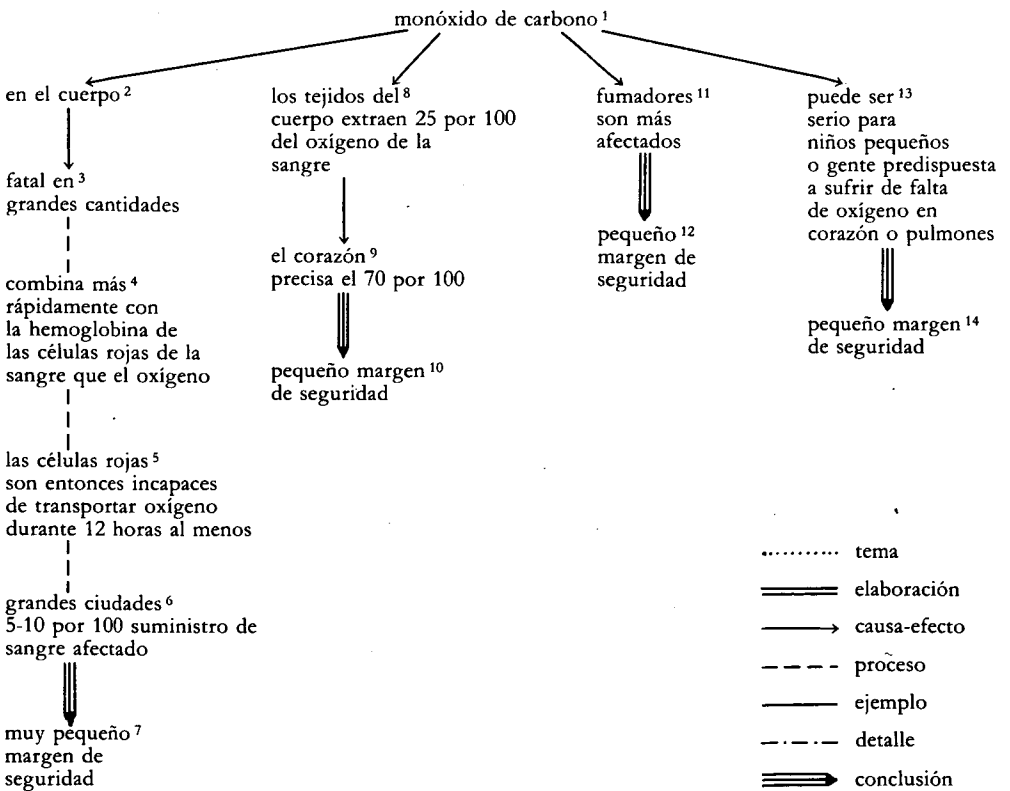 monóxido de carbono 1
en el cuerpo 2
fatal en 3
grandes cantidades
combina más 4
rápidamente con
la hemoglobina de
las células rojas de la
sangre que el oxígeno
las células rojas 5
son entonces incapaces
de transportar oxígeno
durante 12 horas al menos
grandes ciudades 6
5-10 por 100 suministro de
sangre afectado
muy pequeño 7
margen de
seguridad
los tejidos del 8
cuerpo extraen 25 por 100
del oxígeno de la
sangre
el corazón 9
precisa el 70 por 100
pequeño margen 10
de seguridad
fumadores 11
son más
afectados
pequeño 12
margen de
seguridad
puede ser 13
serio para
niños pequeños
o gente predispuesta
a sufrir de falta
de oxígeno en
corazón o pulmones
pequeño margen 14
de seguridad
tema
elaboración
causa-efecto
proceso
ejemplo
detalle
conclusión